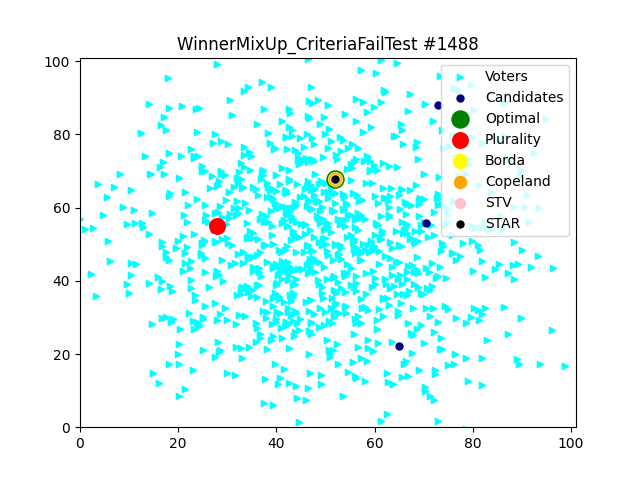 WinnerMixUp_CriteriaFailTest #1488
100
80
60
40
20
0
0
20
40
60
80
100
Voters
Candidates
Optimal
Plurality
Borda
Copeland
STV
STAR